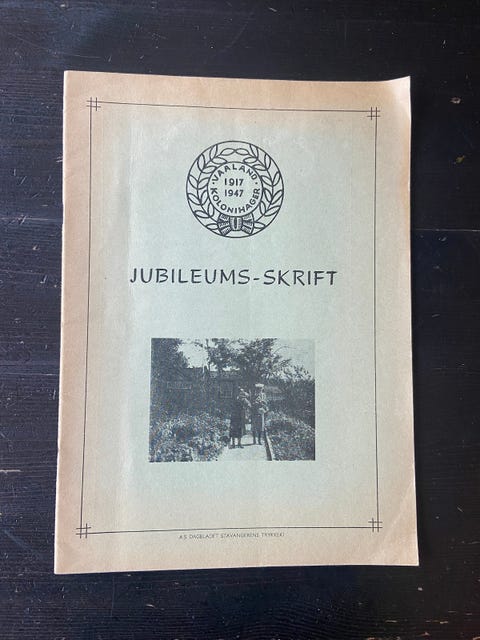 VAALAND
1917
1947
KOLONIHAGER
JUBILEUMS-SKRIFT
A.S DAGBLADET STAVANGERENS TRYKKERI